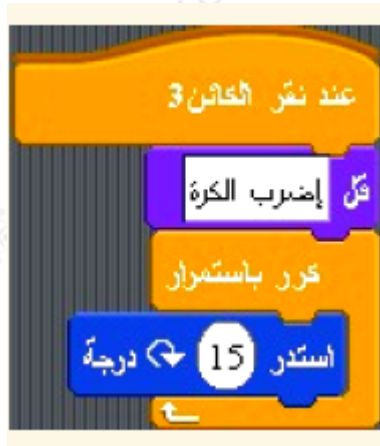 عند نقر الكائن3
قل إضرب الكرة
كرر باستمرار
استدر 15 درجة